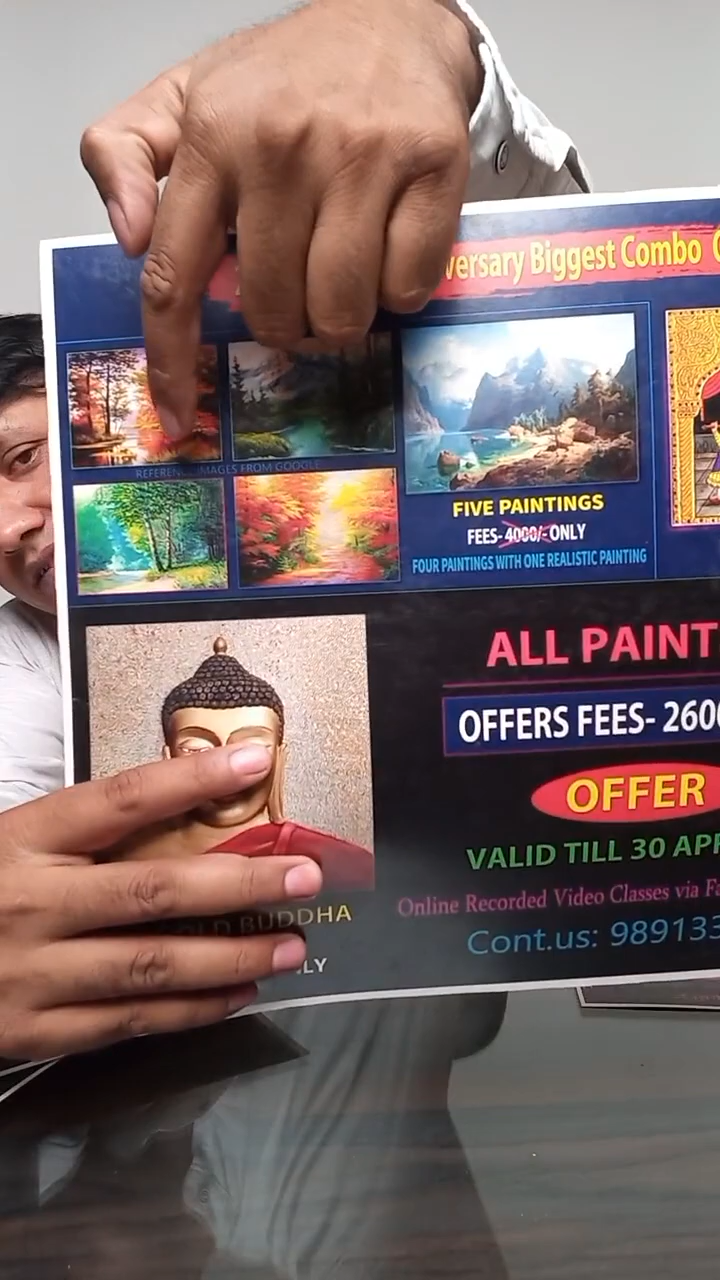 versary Biggest Combo
REFERENCE IMAGES FROM GOOGLE
FIVE PAINTINGS
FEES- 4000/- ONLY
FOUR PAINTINGS WITH ONE REALISTIC PAINTING
ALL PAINT
OFFERS FEES- 260
OFFER
VALID TILL 30 APR
Online Recorded Video Classes via Fa
Cont.us: 989133
OLD BUDDHA
LY